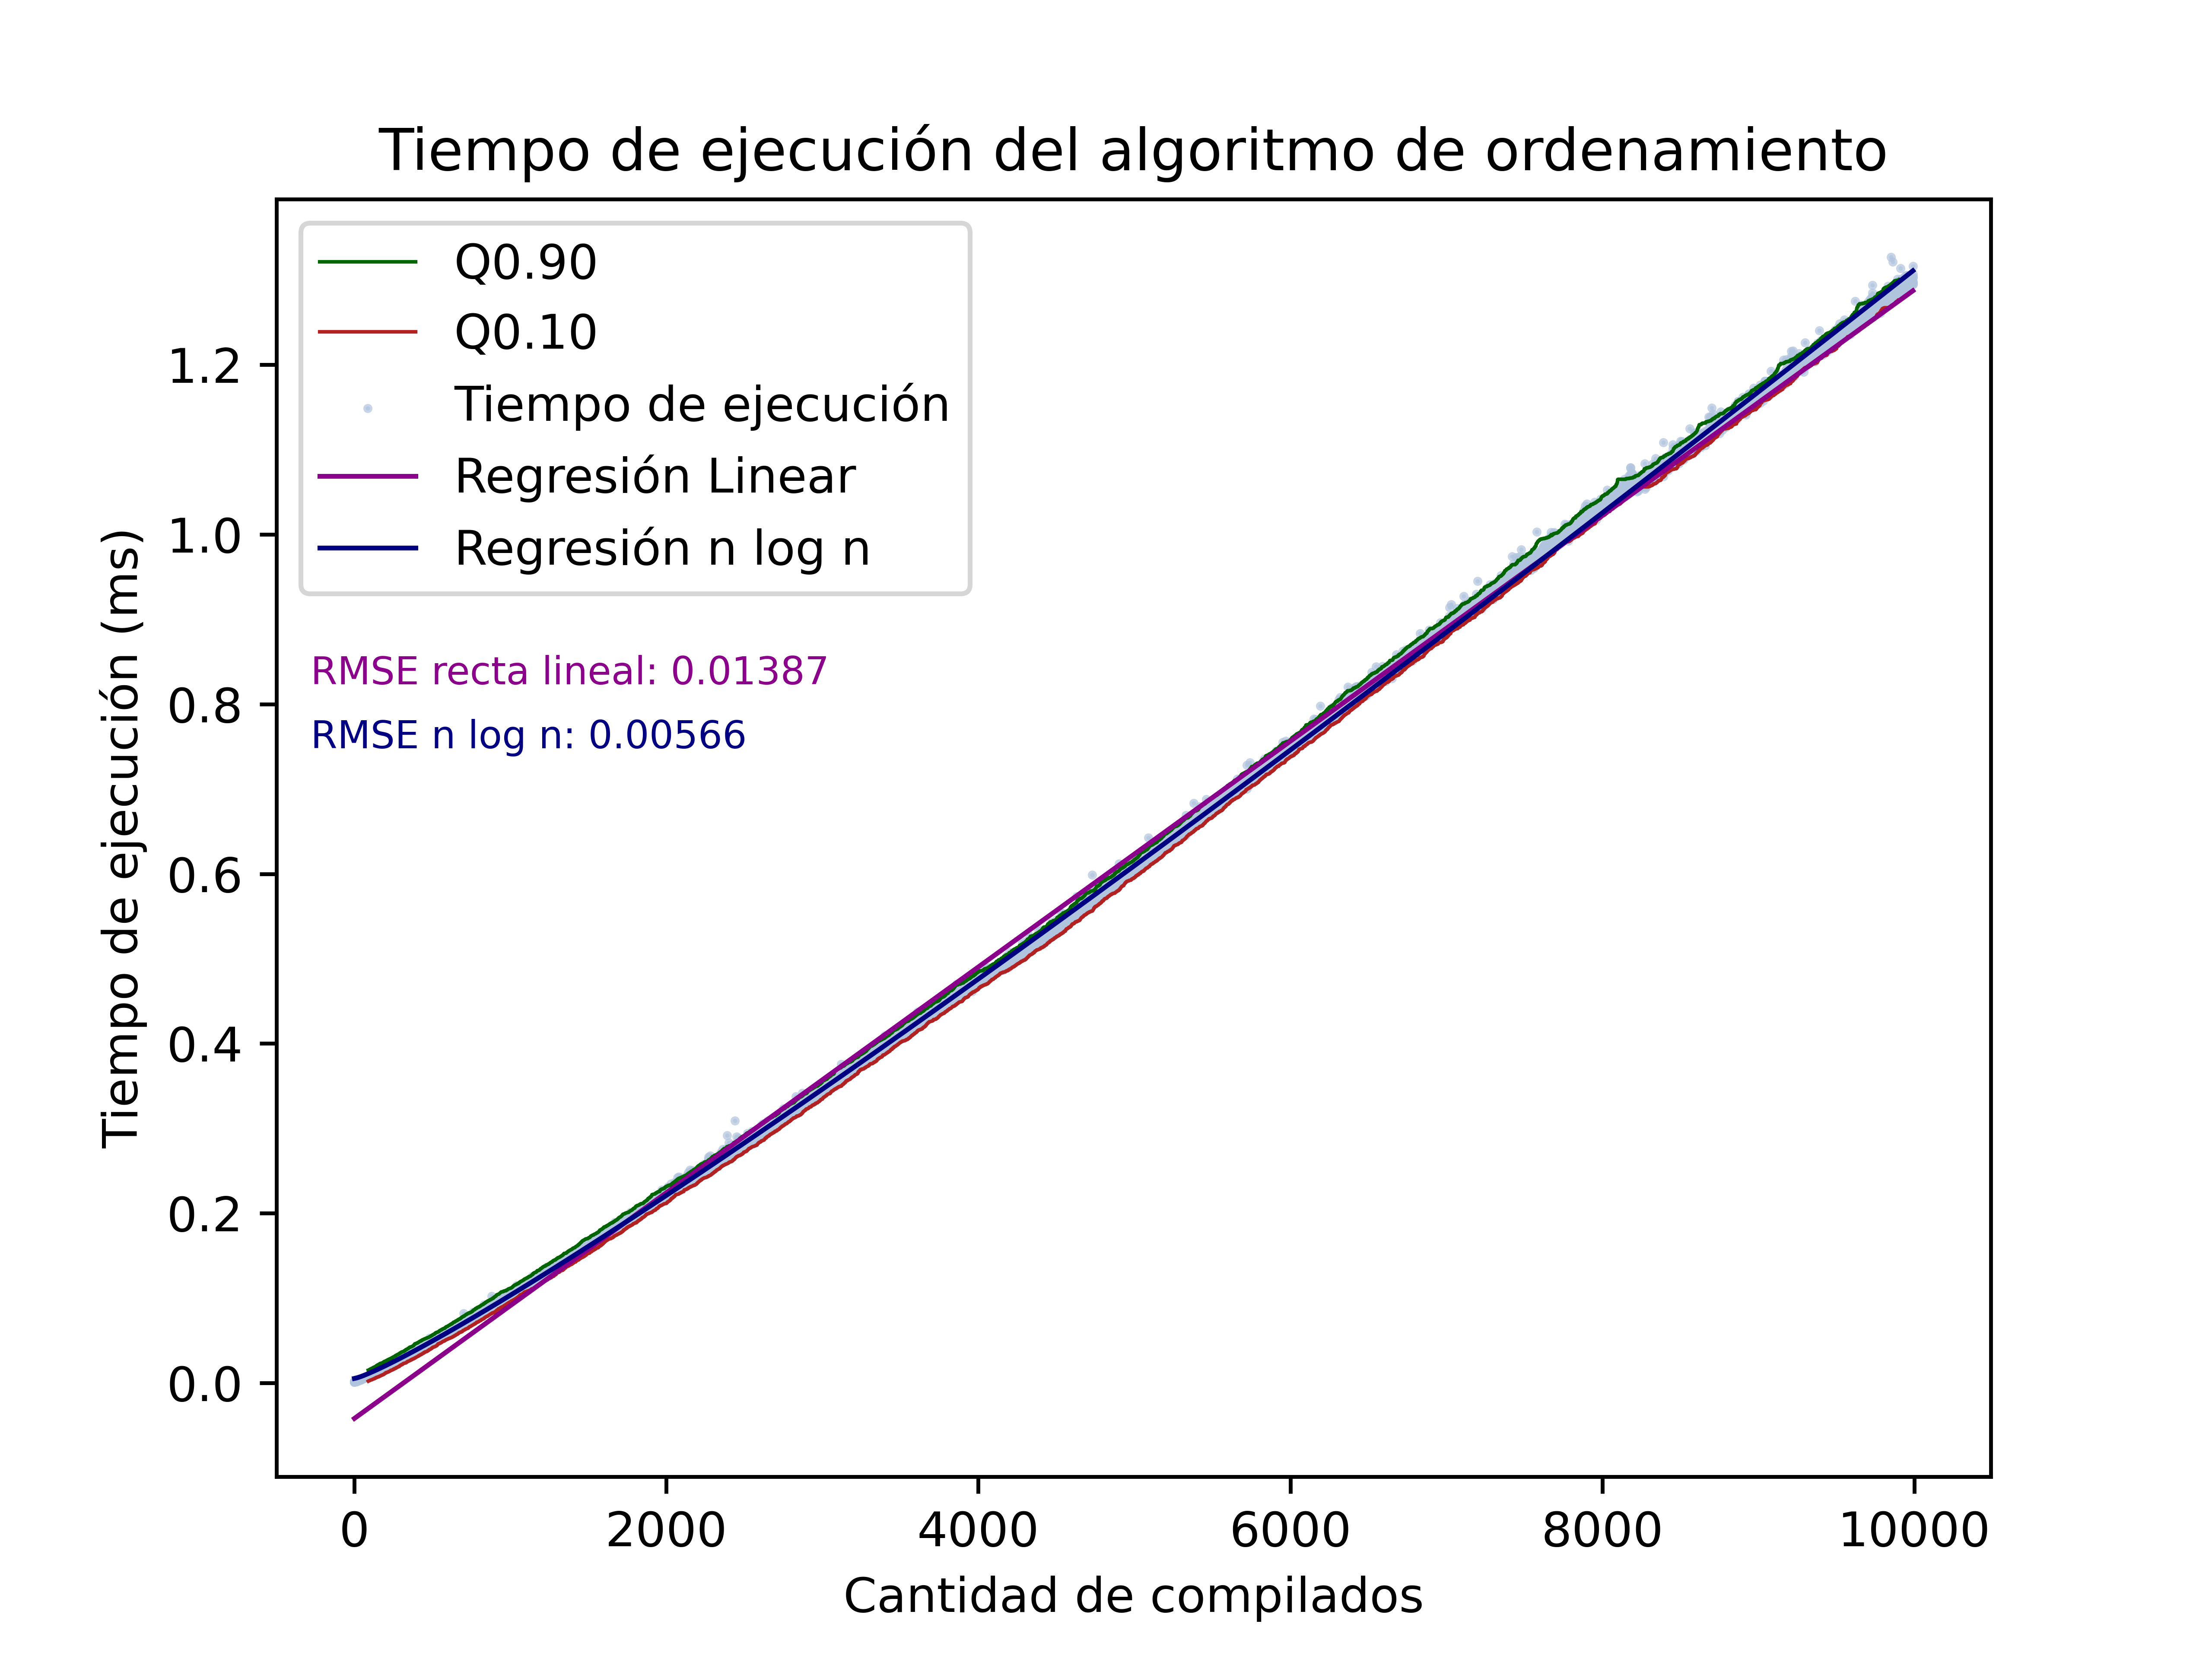 Tiempo de ejecución del algoritmo de ordenamiento
Q0.90
Q0.10
Tiempo de ejecución
Regresión Linear
Regresión n log n
RMSE recta lineal: 0.01387
RMSE n log n: 0.00566
Tiempo de ejecución (ms)
1.2
1.0
0.8
0.6
0.4
0.2
0.0
0 2000 4000 6000 8000 10000
Cantidad de compilados